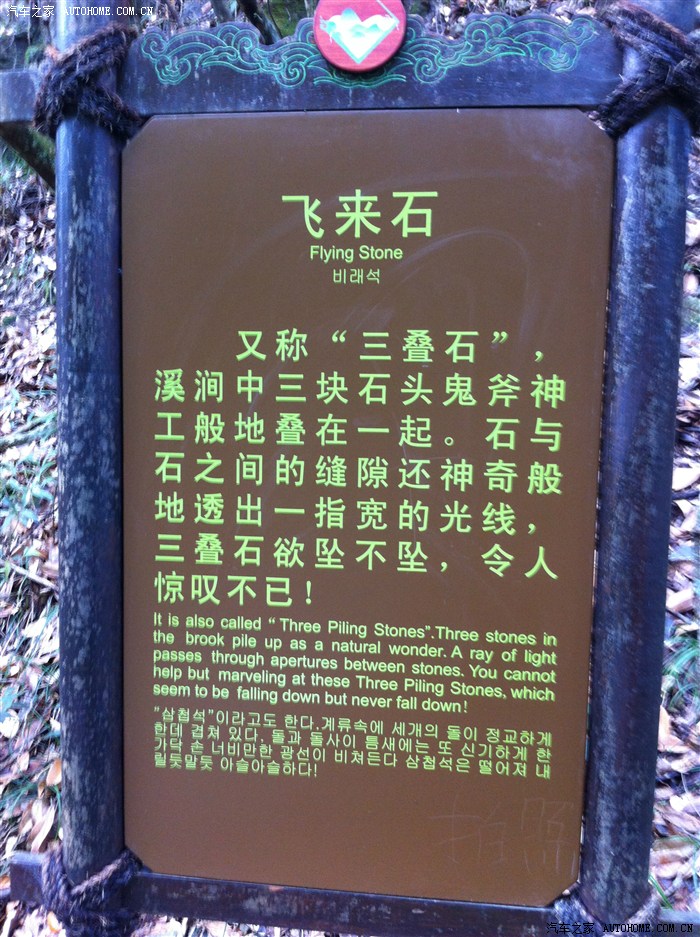 汽车之家 AUTOHOME.COM.CN
汽车之家 AUTOHOME.COM.CN
飞来石
Flying Stone
비래석
又称“三叠石”，
溪涧中三块石头鬼斧神
工般地叠在一起。石与
石之间的缝隙还神奇般
地透出一指宽的光线，
三叠石欲坠不坠，令人
惊叹不已！
It is also called “Three Piling Stones”.Three stones in
the brook pile up as a natural wonder. A ray of light
passes through apertures between stones. You cannot
help but marveling at these Three Piling Stones, which
seem to be falling down but never fall down!
"삼첩석"이라고도 한다.계류속에 세개의 돌이 정교하게
한데 겹쳐 있다. 돌과 돌사이 틈새에는 또 신기하게 한
가닥 손 너비만한 광선이 비쳐든다 삼첩석은 떨어져 내
릴듯말듯 아슬아슬하다!
汽车之家 AUTOHOME.COM.CN